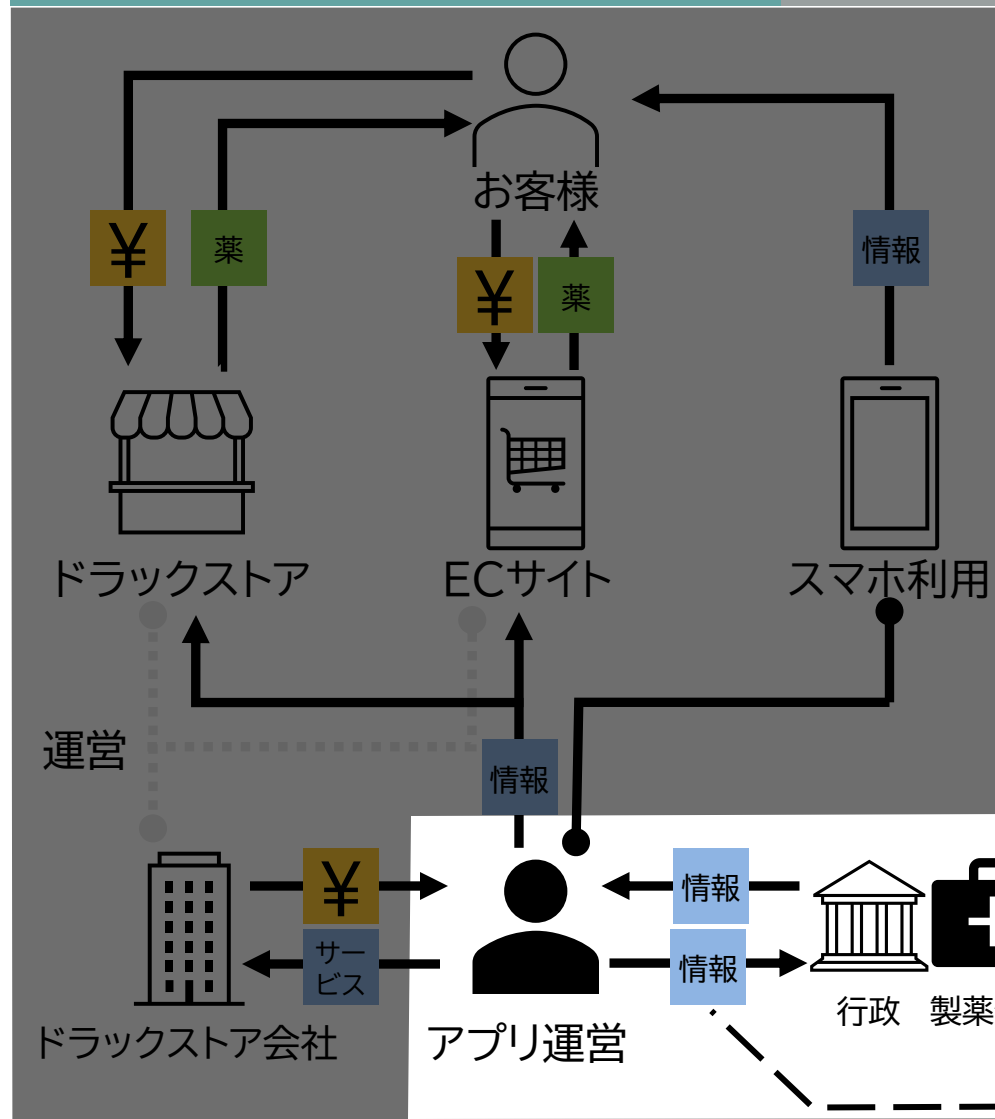 お客様
¥
薬
¥
薬
情報
ドラックストア
ECサイト
スマホ利用
運営
情報
¥
サー
ビス
情報
情報
行政
製薬
ドラックストア会社
アプリ運営